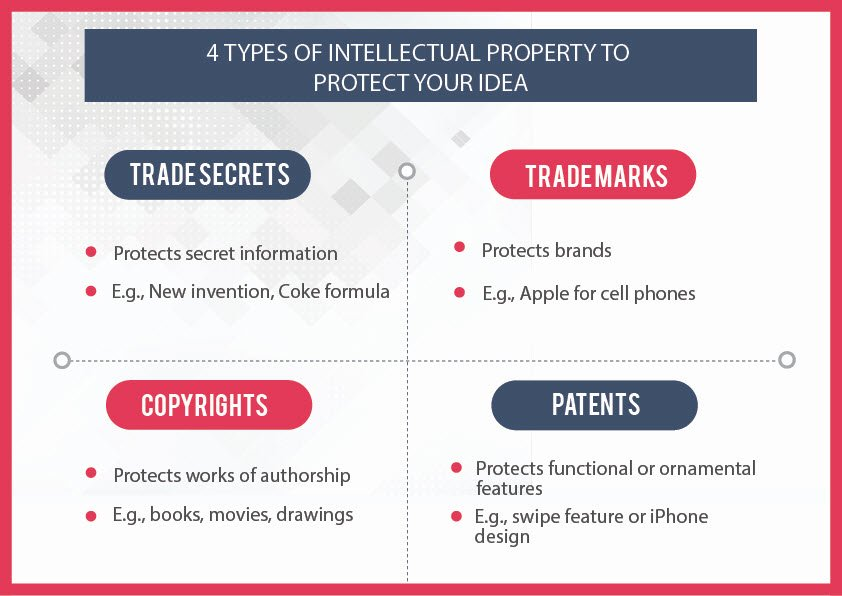 4 TYPES OF INTELLECTUAL PROPERTY TO
PROTECT YOUR IDEA
TRADE SECRETS
Protects secret information
E.g., New invention, Coke formula
TRADEMARKS
Protects brands
E.g., Apple for cell phones
COPYRIGHTS
Protects works of authorship
E.g., books, movies, drawings
PATENTS
Protects functional or ornamental
features
E.g., swipe feature or iPhone
design